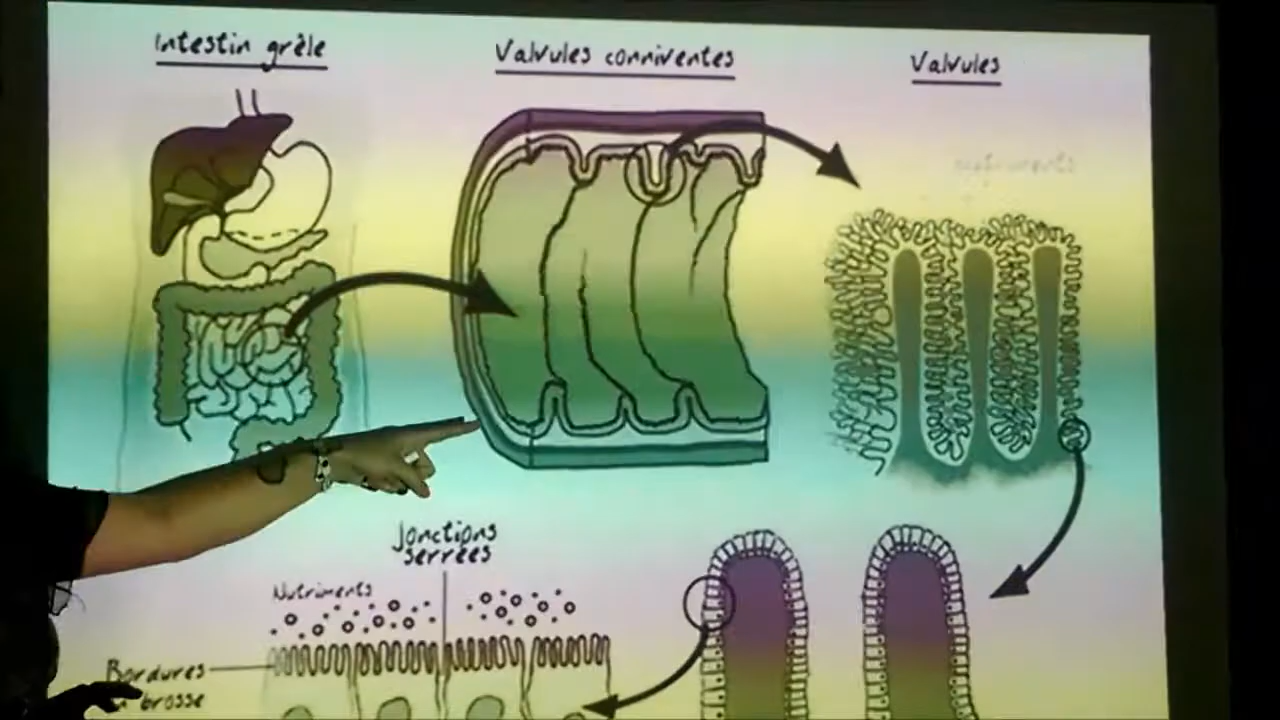 Intestin grêle
Valvules conniventes
Valvules
Jonctions
serrées
Nutriments
Bordures
brosse